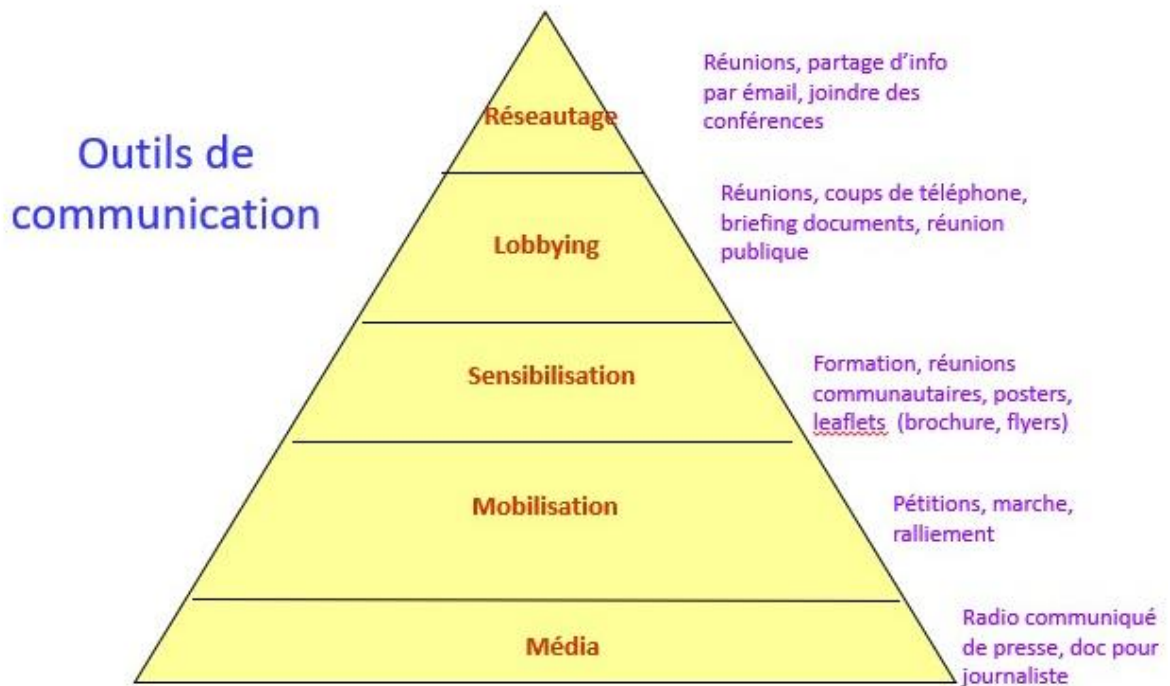 Outils de
communication
Réseautage
Réunions, partage d'info
par émail, joindre des
conférences
Lobbying
Réunions, coups de téléphone,
briefing documents, réunion
publique
Sensibilisation
Formation, réunions
communautaires, posters,
leaflets (brochure, flyers)
Mobilisation
Pétitions, marche,
ralliement
Média
Radio communiqué
de presse, doc pour
journaliste